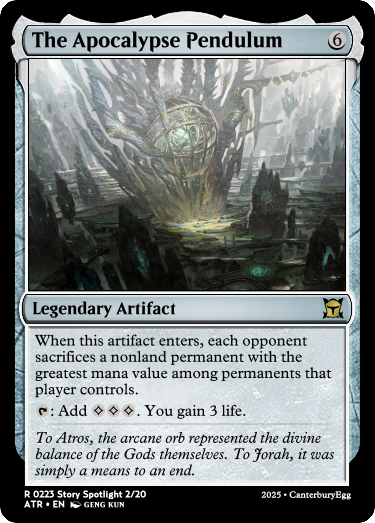 The Apocalypse Pendulum 6
Legendary Artifact
When this artifact enters, each opponent
sacrifices a nonland permanent with the
greatest mana value among permanents that
player controls.
: Add . You gain 3 life.
To Atros, the arcane orb represented the divine
balance of the Gods themselves. To Jorah, it was
simply a means to an end.
R 0223 Story Spotlight 2/20
ATR • EN GENG KUN
2025 • CanterburyEgg